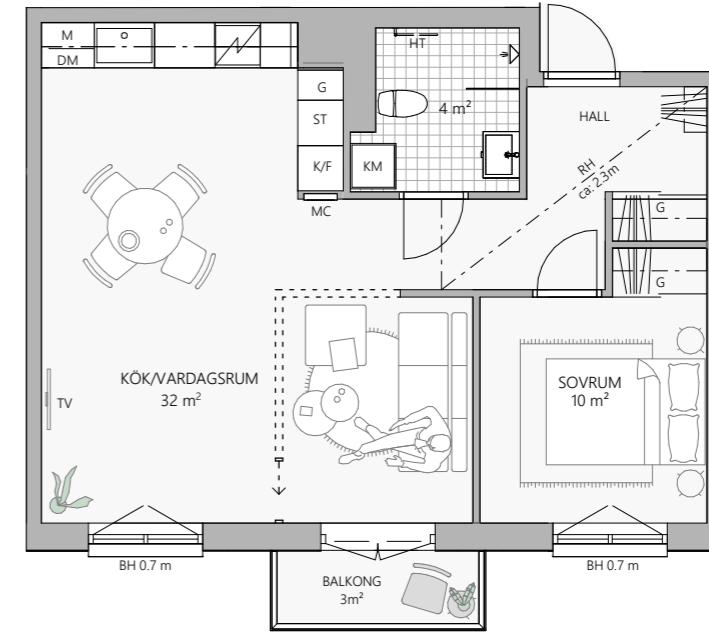 M
DM
HT
G
ST
K/F
MC
KM
4 m²
HALL
RH
ca: 2.3m
G
G
KÖK/VARDAGSRUM
32 m²
TV
SOVRUM
10 m²
BH 0.7 m
BALKONG
3m²
BH 0.7 m